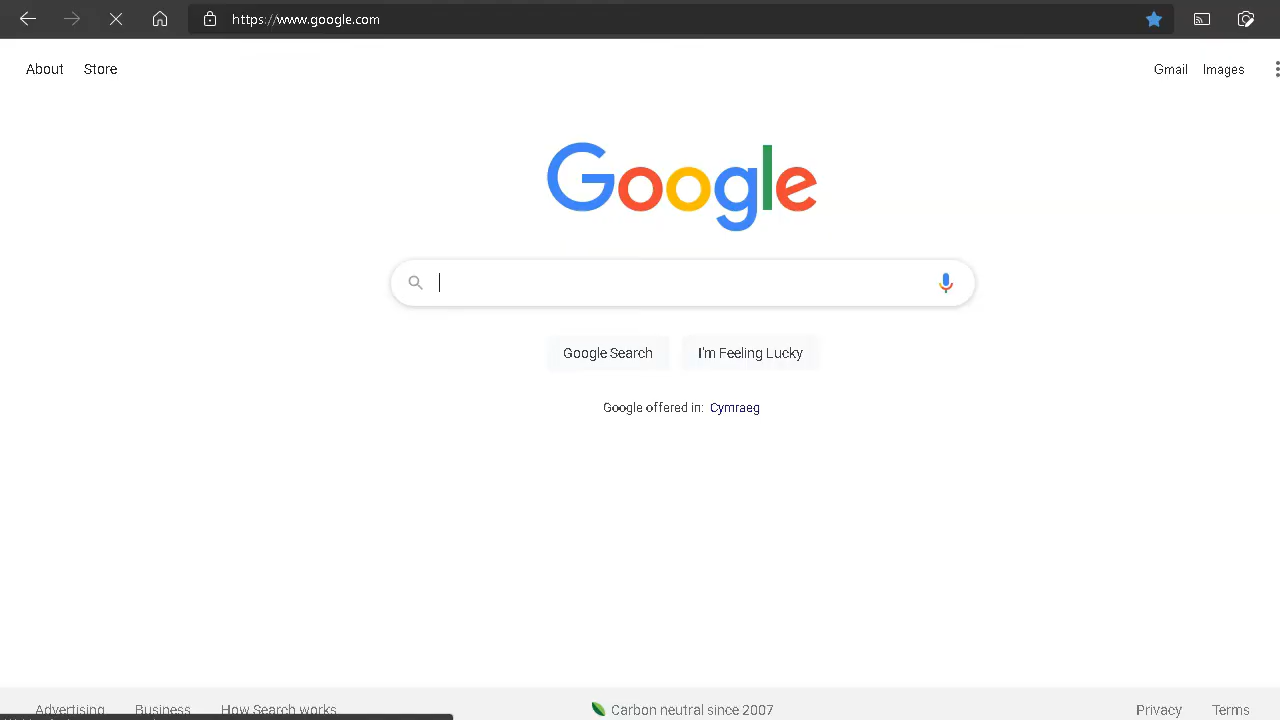 https://www.google.com
About Store Gmail Images
Google
Google Search I'm Feeling Lucky
Google offered in: Cymraeg
Advertising Business How Search works Carbon neutral since 2007 Privacy Terms